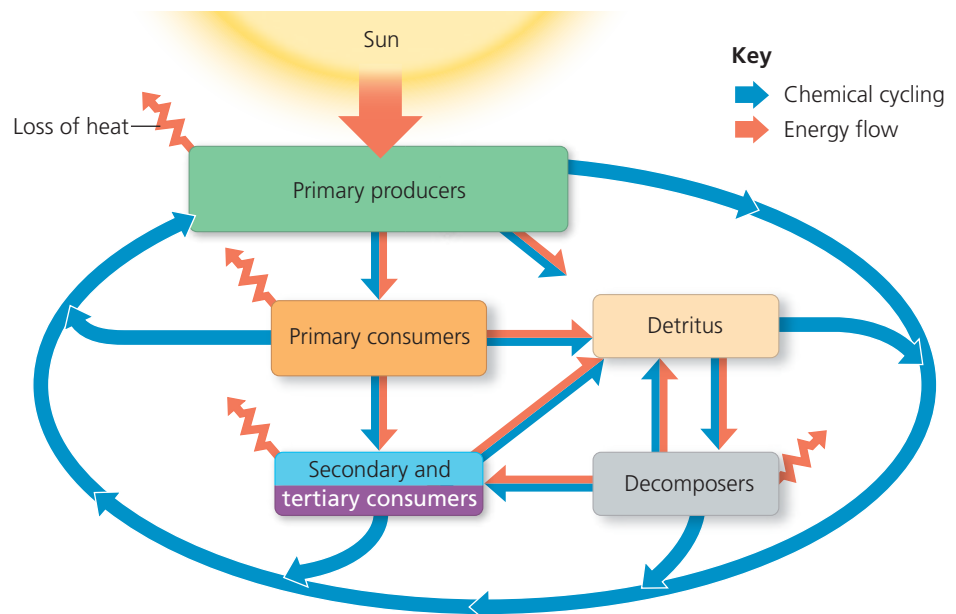 Sun
Key
Chemical cycling
Energy flow
Loss of heat
Primary producers
Primary consumers
Detritus
Secondary and
tertiary consumers
Decomposers